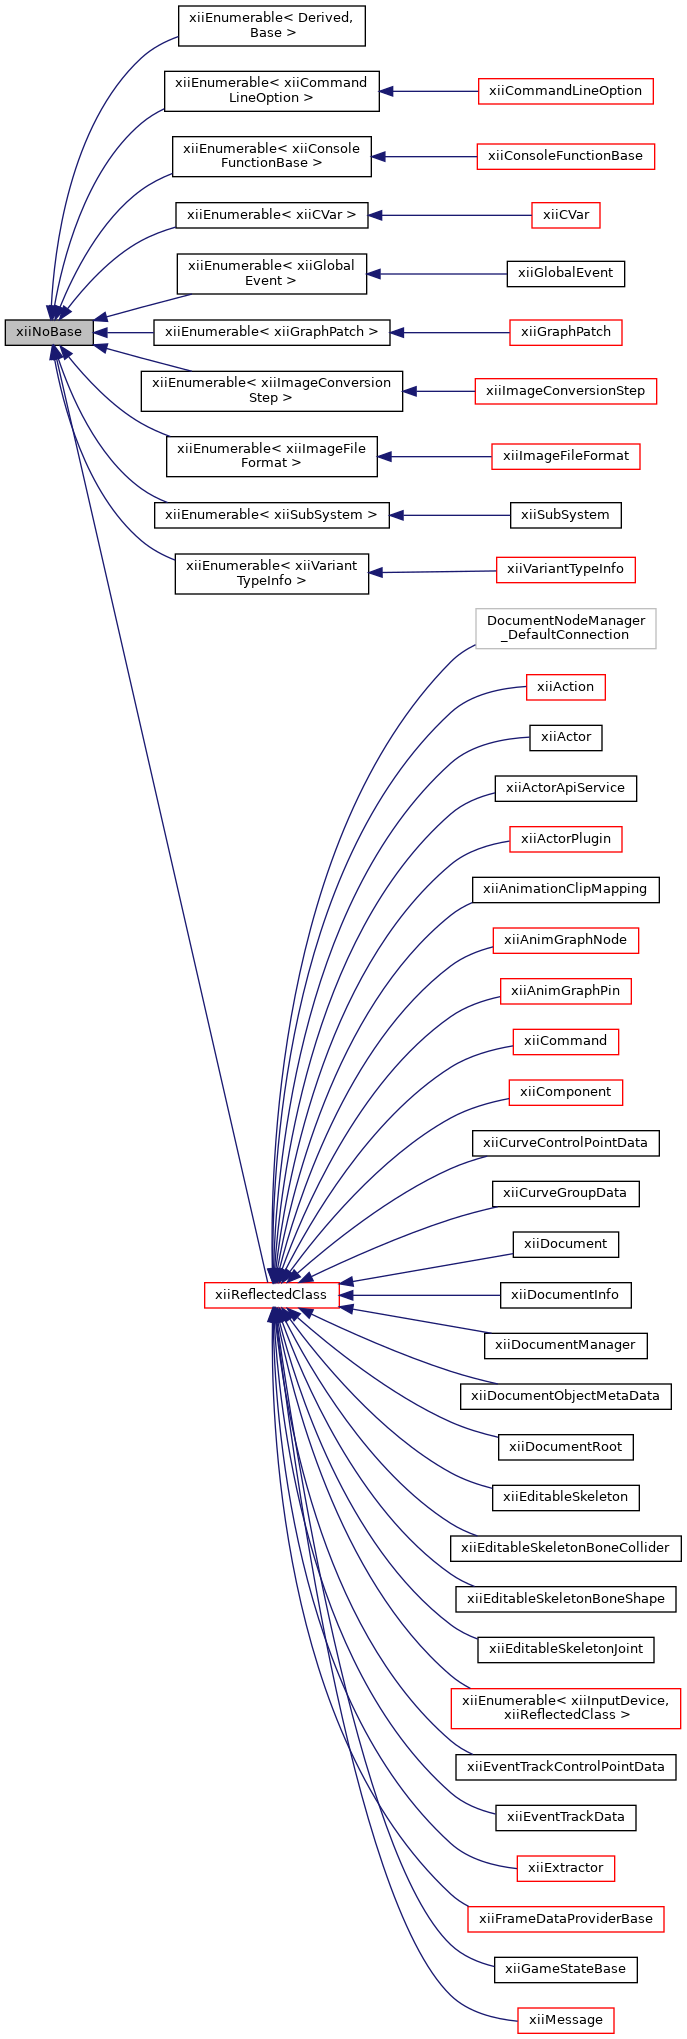 xiiEnumerable< Derived,
Base >
xiiEnumerable< xiiCommand
LineOption >
xiiCommandLineOption
xiiEnumerable< xiiConsole
FunctionBase >
xiiConsoleFunctionBase
xiiEnumerable< xiiCVar >
xiiCVar
xiiEnumerable< xiiGlobal
Event >
xiiGlobalEvent
xiiNoBase
xiiEnumerable< xiiGraphPatch >
xiiGraphPatch
xiiEnumerable< xiiImageConversion
Step >
xiiImageConversionStep
xiiEnumerable< xiiImageFile
Format >
xiiImageFileFormat
xiiEnumerable< xiiSubSystem >
xiiSubSystem
xiiEnumerable< xiiVariant
TypeInfo >
xiiVariantTypeInfo
DocumentNodeManager
_DefaultConnection
xiiAction
xiiActor
xiiActorApiService
xiiActorPlugin
xiiAnimationClipMapping
xiiAnimGraphNode
xiiAnimGraphPin
xiiCommand
xiiComponent
xiiCurveControlPointData
xiiCurveGroupData
xiiDocument
xiiReflectedClass
xiiDocumentInfo
xiiDocumentManager
xiiDocumentObjectMetaData
xiiDocumentRoot
xiiEditableSkeleton
xiiEditableSkeletonBoneCollider
xiiEditableSkeletonBoneShape
xiiEditableSkeletonJoint
xiiEnumerable< xiiInputDevice,
xiiReflectedClass >
xiiEventTrackControlPointData
xiiEventTrackData
xiiExtractor
xiiFrameDataProviderBase
xiiGameStateBase
xiiMessage